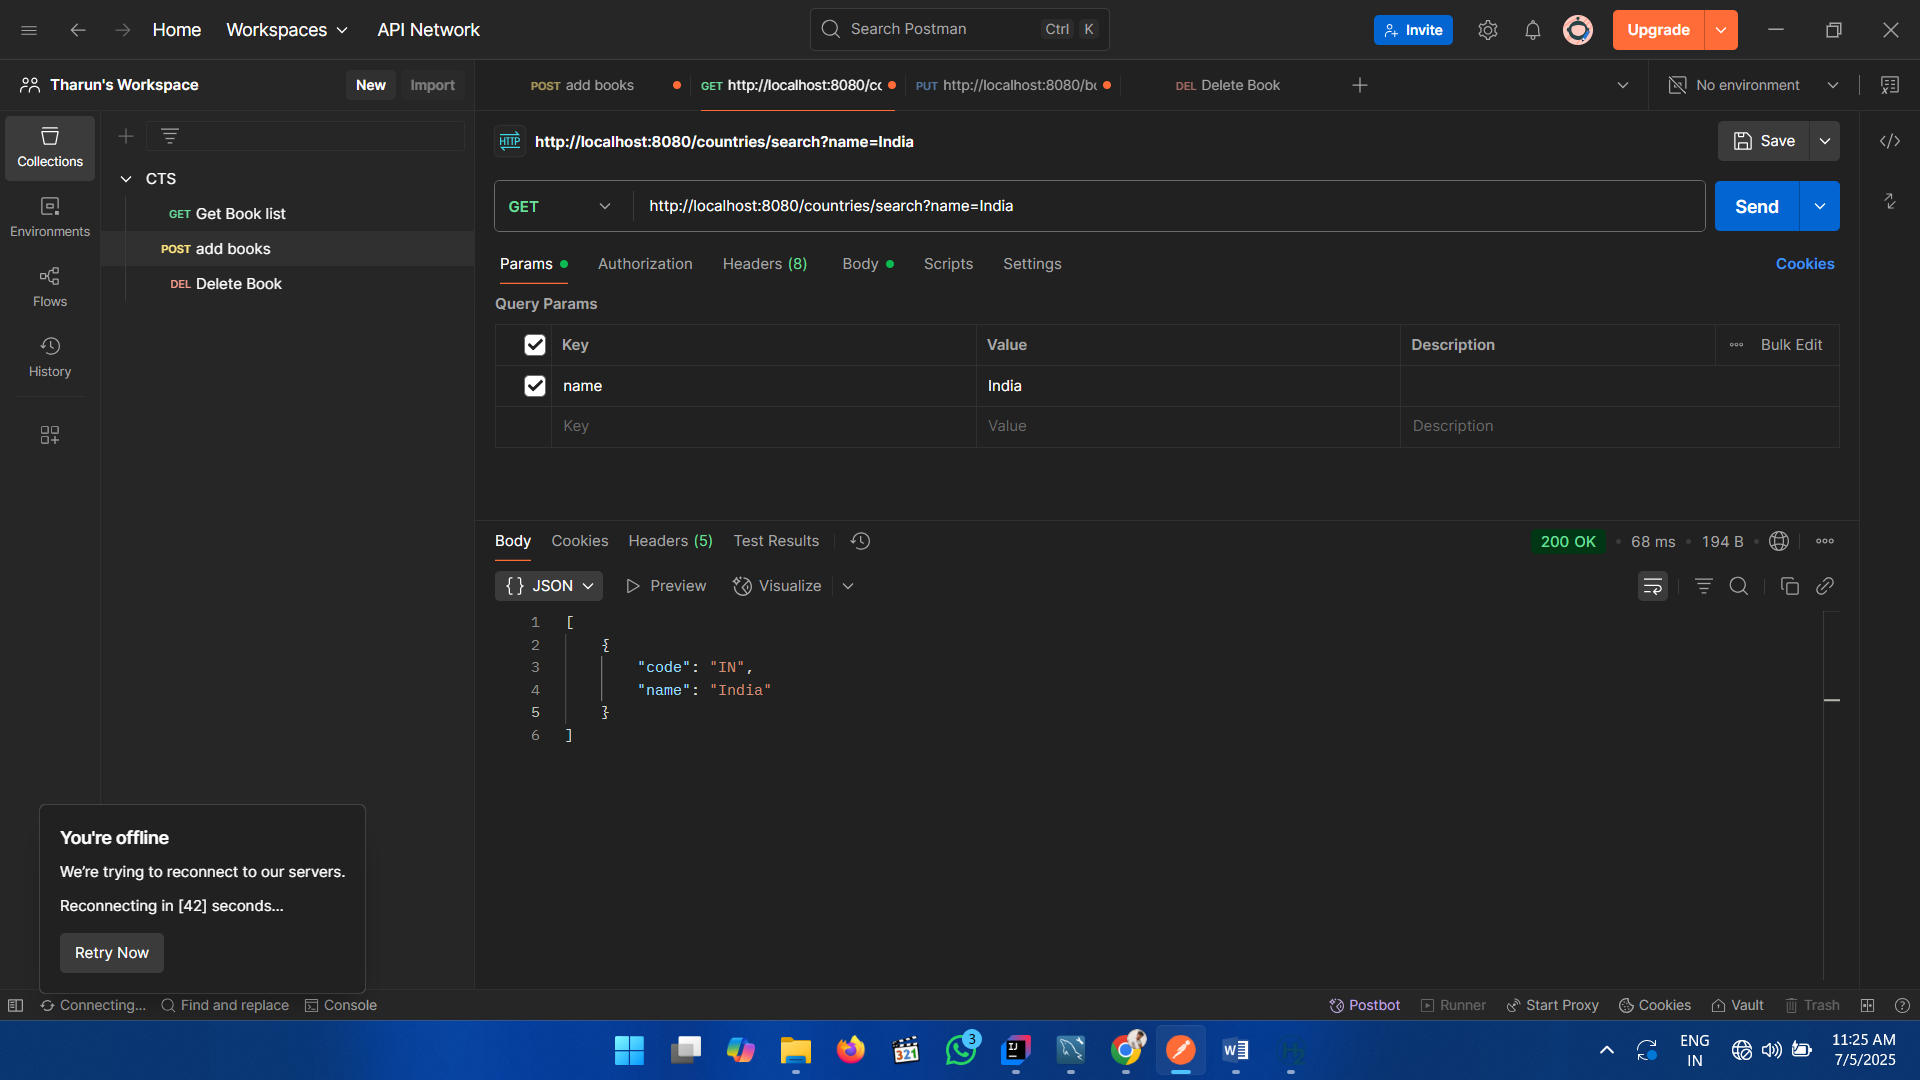 Home
Workspaces
API Network
Search Postman
Ctrl K
Invite
Upgrade
Tharun's Workspace
New
Import
POST add books
GET http://localhost:8080/cc
PUT http://localhost:8080/b
DEL Delete Book
No environment
Collections
Environments
Flows
History
CTS
GET Get Book list
POST add books
DEL Delete Book
HTTP
http://localhost:8080/countries/search?name=India
Save
GET
http://localhost:8080/countries/search?name=India
Send
Params
Authorization
Headers (8)
Body
Scripts
Settings
Cookies
Query Params
Key
Value
Description
Bulk Edit
name
India
Key
Value
Description
Body
Cookies
Headers (5)
Test Results
200 OK
68 ms
194 B
{} JSON
Preview
Visualize
1 [
2 {
3 "code": "IN",
4 "name": "India"
5 }
6 ]
You're offline
We're trying to reconnect to our servers.
Reconnecting in [42] seconds...
Retry Now
Connecting...
Find and replace
Console
Postbot
Runner
Start Proxy
Cookies
Vault
Trash
321
3
IJ
W
H2
ENG
IN
11:25 AM
7/5/2025